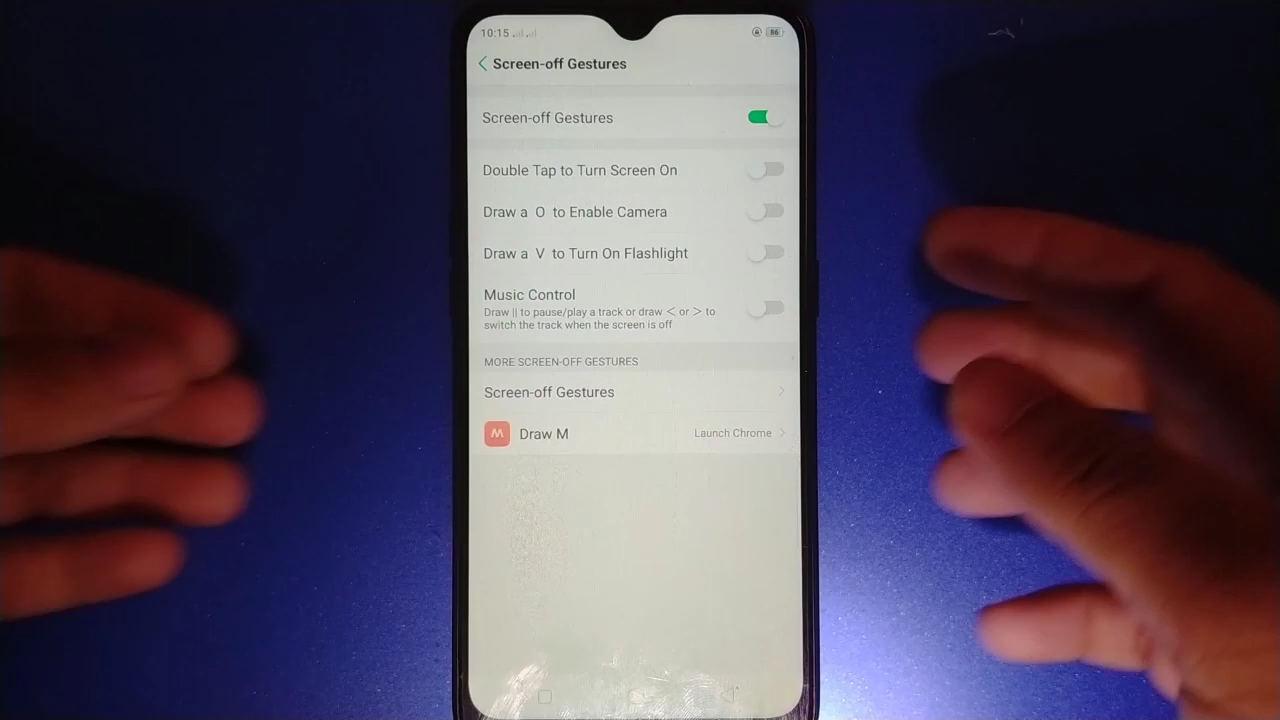 10:15 86
Screen-off Gestures
Screen-off Gestures
Double Tap to Turn Screen On
Draw a O to Enable Camera
Draw a V to Turn On Flashlight
Music Control
Draw || to pause/play a track or draw < or > to
switch the track when the screen is off
MORE SCREEN-OFF GESTURES
Screen-off Gestures
M Draw M Launch Chrome